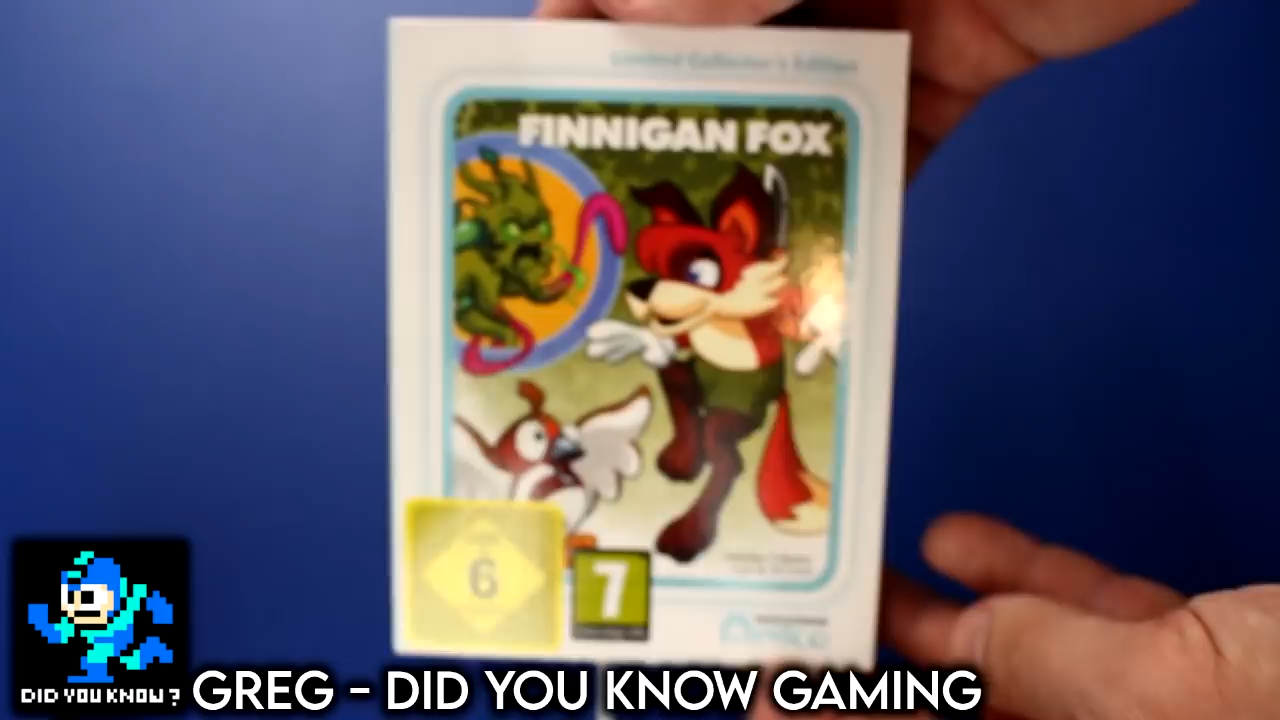 Limited Collector's Edition
FINNIGAN FOX
6
7
DID YOU KNOW?
GREG - DID YOU KNOW GAMING